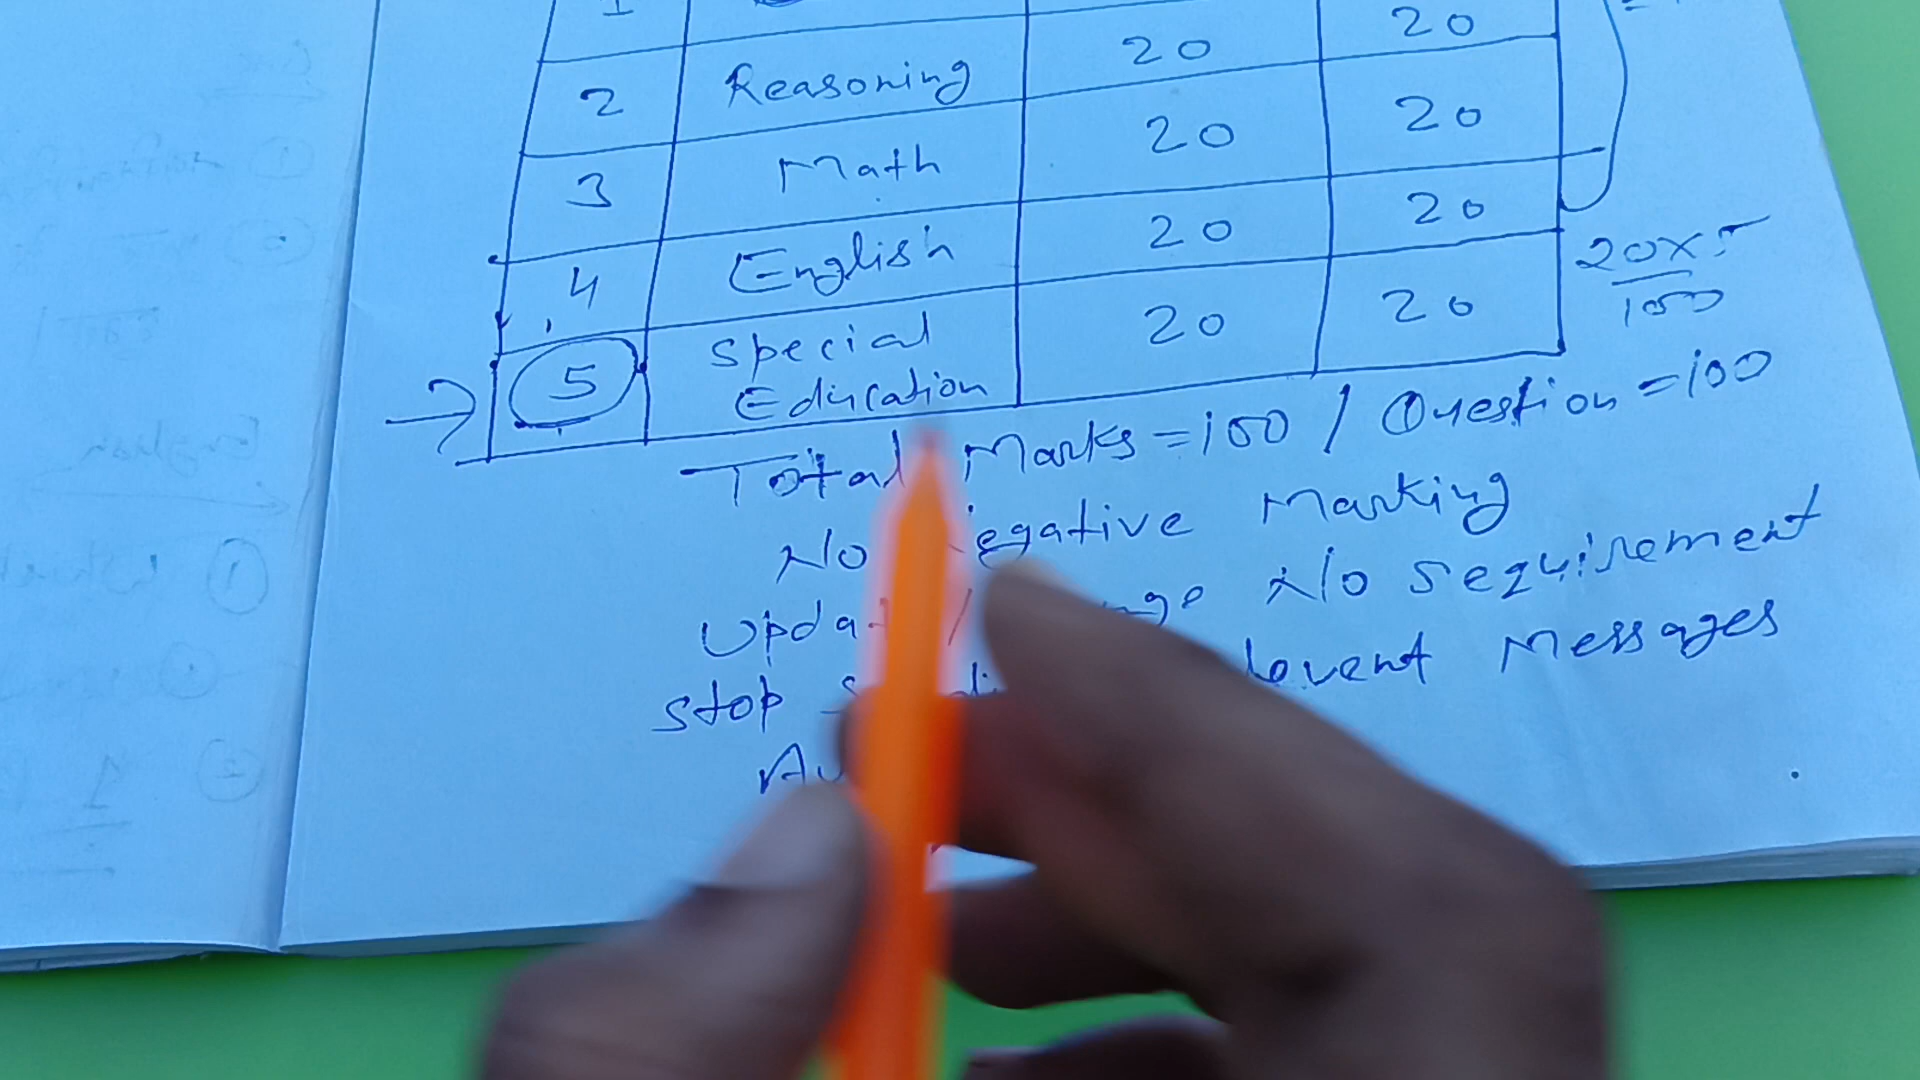 1 20
2 Reasoning 20 20
3 Math 20 20
4 English 20 20
5 Special Education 20 20
20x5
100
Total Marks = 100 / Question = 100
No Negative Marking
No requirement
stop Messages